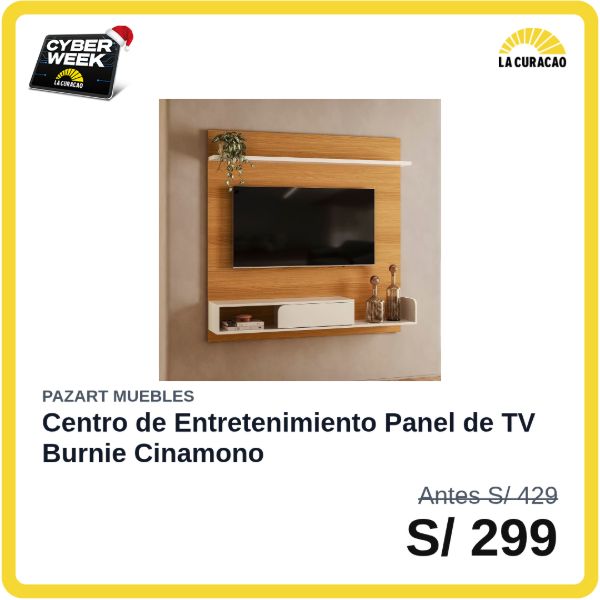 CYBER
WEEK
LA CURACAO
LA CURACAO
PAZART MUEBLES
Centro de Entretenimiento Panel de TV
Burnie Cinamono
Antes S/ 429
S/ 299